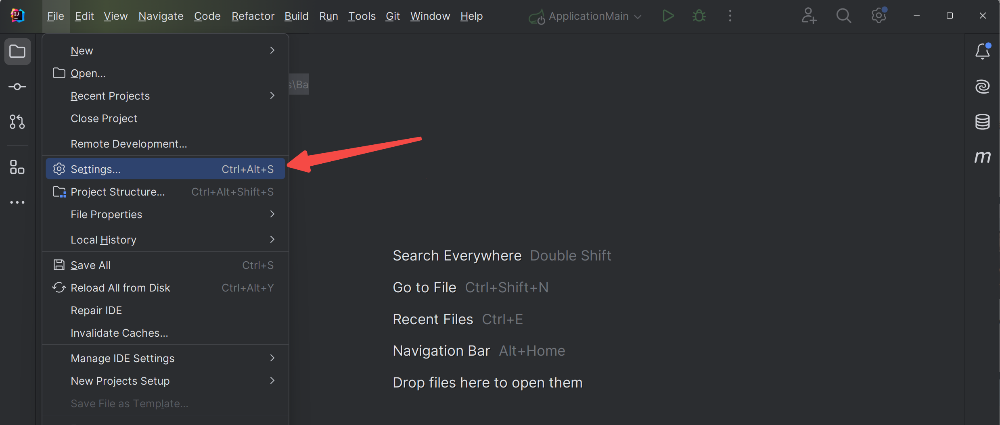 IJ
File Edit View Navigate Code Refactor Build Run Tools Git Window Help ApplicationMain
New
Open...
s\Ba
Recent Projects
Close Project
Remote Development...
Settings... Ctrl+Alt+S
Project Structure... Ctrl+Alt+Shift+S
File Properties
Local History
Save All Ctrl+S
Reload All from Disk Ctrl+Alt+Y
Repair IDE
Invalidate Caches...
Manage IDE Settings
New Projects Setup
Save File as Template...
Search Everywhere Double Shift
Go to File Ctrl+Shift+N
Recent Files Ctrl+E
Navigation Bar Alt+Home
Drop files here to open them
m